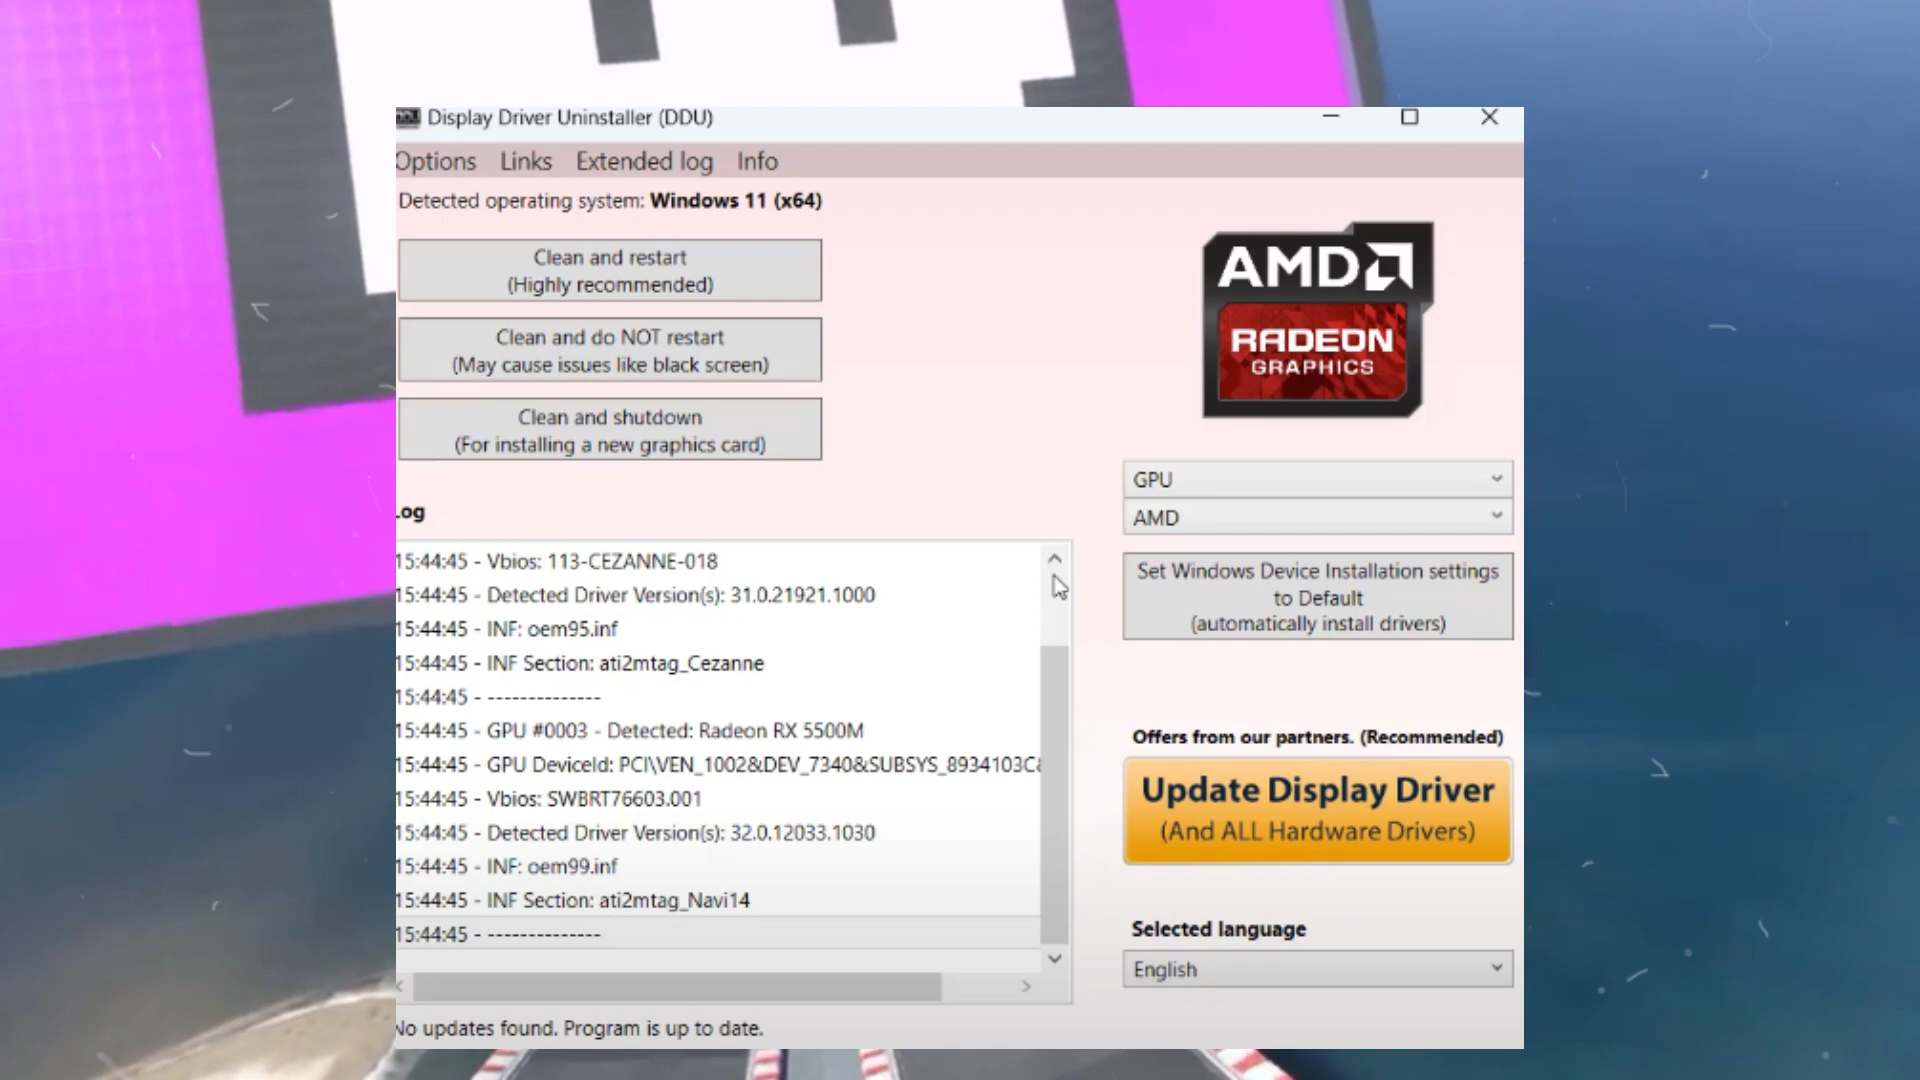 Display Driver Uninstaller (DDU)
Options Links Extended log Info
Detected operating system: Windows 11 (x64)
Clean and restart
(Highly recommended)
Clean and do NOT restart
(May cause issues like black screen)
Clean and shutdown
(For installing a new graphics card)
AMD
RADEON
GRAPHICS
GPU
AMD
Set Windows Device Installation settings
to Default
(automatically install drivers)
Log
15:44:45 - Vbios: 113-CEZANNE-018
15:44:45 - Detected Driver Version(s): 31.0.21921.1000
15:44:45 - INF: oem95.inf
15:44:45 - INF Section: ati2mtag_Cezanne
15:44:45 - --------------
15:44:45 - GPU #0003 - Detected: Radeon RX 5500M
15:44:45 - GPU DeviceId: PCI\VEN_1002&DEV_7340&SUBSYS_8934103C&
15:44:45 - Vbios: SWBRT76603.001
15:44:45 - Detected Driver Version(s): 32.0.12033.1030
15:44:45 - INF: oem99.inf
15:44:45 - INF Section: ati2mtag_Navi14
15:44:45 - --------------
Offers from our partners. (Recommended)
Update Display Driver
(And ALL Hardware Drivers)
Selected language
English
No updates found. Program is up to date.